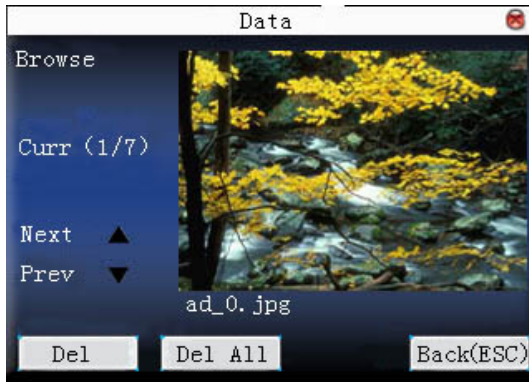 Data
Browse
Curr (1/7)
Next ▲
Prev ▼
ad_0.jpg
Del Del All Back(ESC)